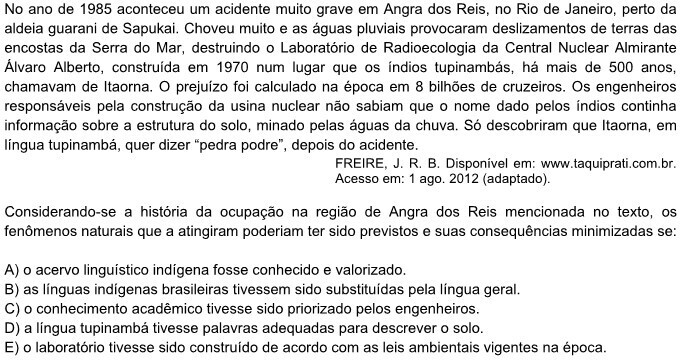 No ano de 1985 aconteceu um acidente muito grave em Angra dos Reis, no Rio de Janeiro, perto da
aldeia guarani de Sapukai. Choveu muito e as águas pluviais provocaram deslizamentos de terras das
encostas da Serra do Mar, destruindo o Laboratório de Radioecologia da Central Nuclear Almirante
Álvaro Alberto, construída em 1970 num lugar que os índios tupinambás, há mais de 500 anos,
chamavam de Itaorna. O prejuízo foi calculado na época em 8 bilhões de cruzeiros. Os engenheiros
responsáveis pela construção da usina nuclear não sabiam que o nome dado pelos índios continha
informação sobre a estrutura do solo, minado pelas águas da chuva. Só descobriram que Itaorna, em
língua tupinambá, quer dizer “pedra podre”, depois do acidente.
FREIRE, J. R. B. Disponível em: www.taquiprati.com.br.
Acesso em: 1 ago. 2012 (adaptado).
Considerando-se a história da ocupação na região de Angra dos Reis mencionada no texto, os
fenômenos naturais que a atingiram poderiam ter sido previstos e suas consequências minimizadas se:
A) o acervo linguístico indígena fosse conhecido e valorizado.
B) as línguas indígenas brasileiras tivessem sido substituídas pela língua geral.
C) o conhecimento acadêmico tivesse sido priorizado pelos engenheiros.
D) a língua tupinambá tivesse palavras adequadas para descrever o solo.
E) o laboratório tivesse sido construído de acordo com as leis ambientais vigentes na época.